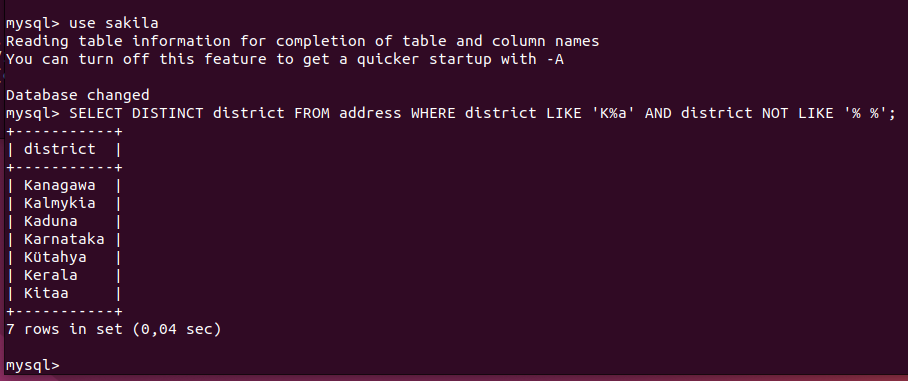 mysql> use sakila
Reading table information for completion of table and column names
You can turn off this feature to get a quicker startup with -A
Database changed
mysql> SELECT DISTINCT district FROM address WHERE district LIKE 'K%a' AND district NOT LIKE '% %';
+-----------+
| district  |
+-----------+
| Kanagawa  |
| Kalmykia  |
| Kaduna    |
| Karnataka |
| Kütahya   |
| Kerala    |
| Kitaa     |
+-----------+
7 rows in set (0,04 sec)
mysql>